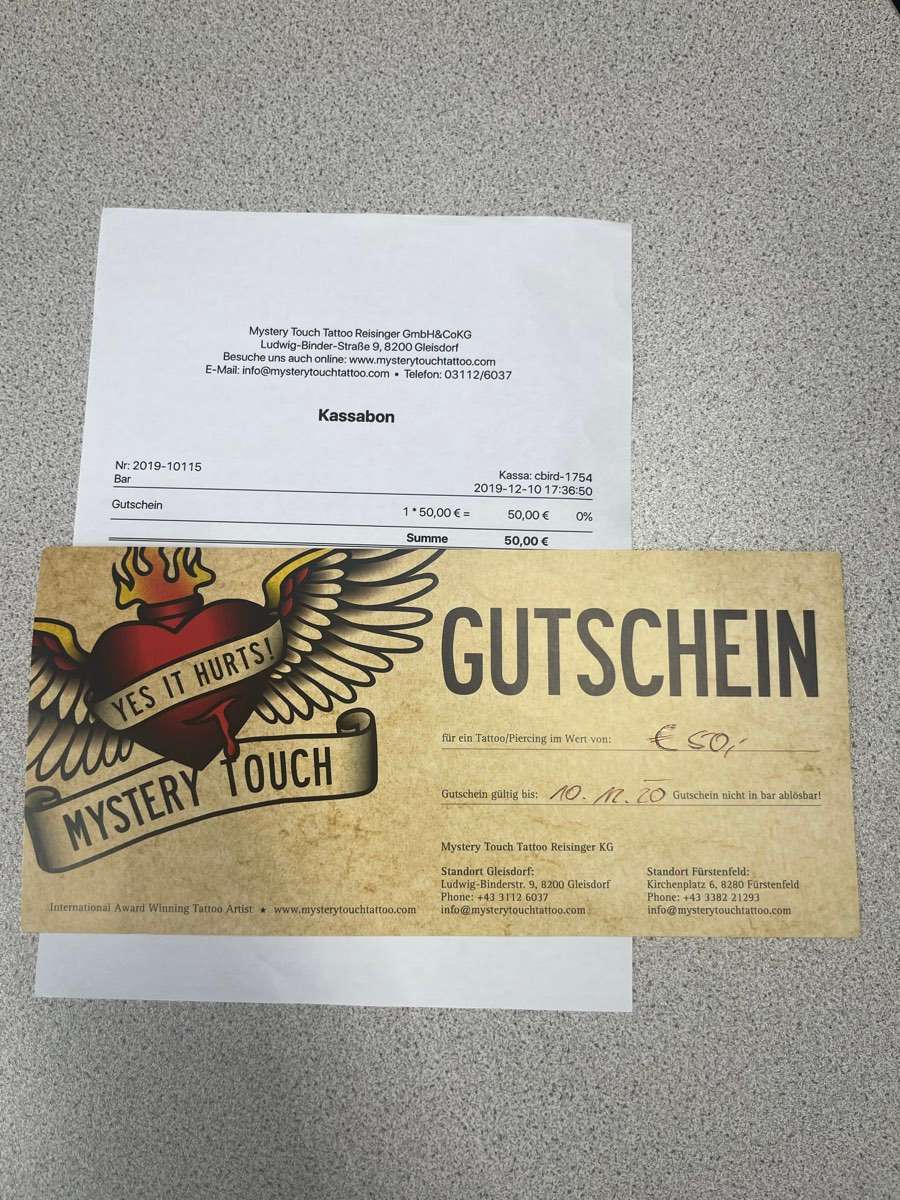 Mystery Touch Tattoo Reisinger GmbH&CoKG
Ludwig-Binder-Straße 9, 8200 Gleisdorf
Besuche uns auch online: www.mysterytouchtattoo.com
E-Mail: info@mysterytouchtattoo.com • Telefon: 03112/6037
Kassabon
Nr: 2019-10115
Bar
Kassa: cbird-1754
2019-12-10 17:36:50
Gutschein 1 * 50,00 € = 50,00 € 0%
Summe 50,00 €
YES IT HURTS!
MYSTERY TOUCH
International Award Winning Tattoo Artist ★ www.mysterytouchtattoo.com
GUTSCHEIN
für ein Tattoo/Piercing im Wert von: € 50,-
Gutschein gültig bis: 10.12.20 Gutschein nicht in bar ablösbar!
Mystery Touch Tattoo Reisinger KG
Standort Gleisdorf:
Ludwig-Binderstr. 9, 8200 Gleisdorf
Phone: +43 3112 6037
info@mysterytouchtattoo.com
Standort Fürstenfeld:
Kirchenplatz 6, 8280 Fürstenfeld
Phone: +43 3382 21293
info@mysterytouchtattoo.com